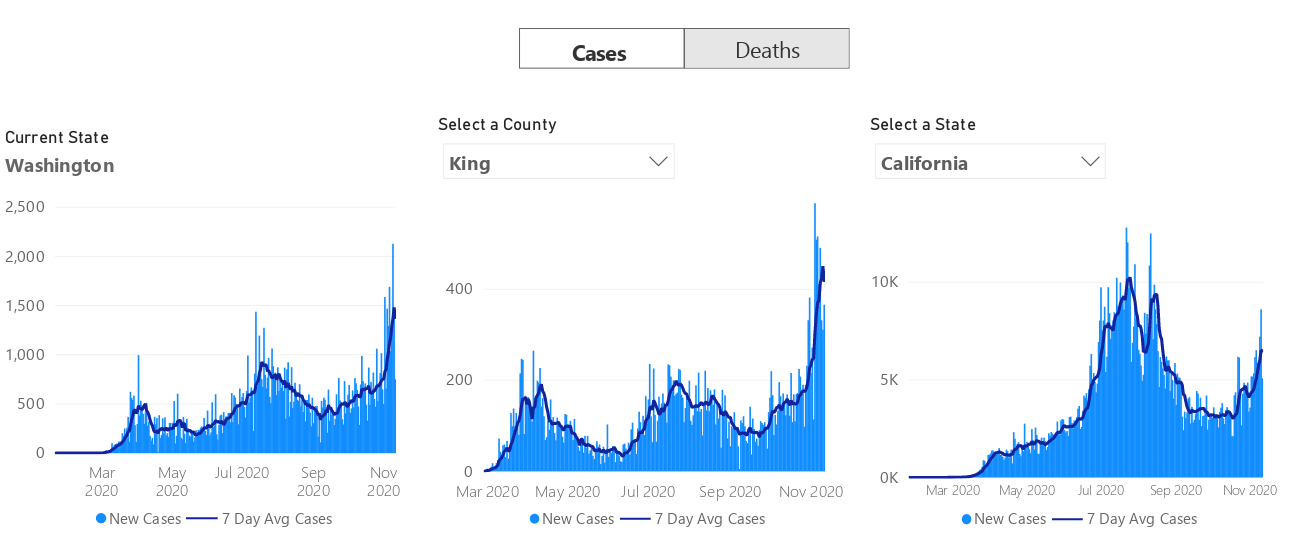 Cases Deaths
Current State
Washington
Select a County
King
Select a State
California
2,500
2,000
1,500
1,000
500
0
Mar 2020
May 2020
Jul 2020
Sep 2020
Nov 2020
New Cases 7 Day Avg Cases
400
200
0
Mar 2020 May 2020 Jul 2020 Sep 2020 Nov 2020
New Cases 7 Day Avg Cases
10K
5K
0K
Mar 2020 May 2020 Jul 2020 Sep 2020 Nov 2020
New Cases 7 Day Avg Cases